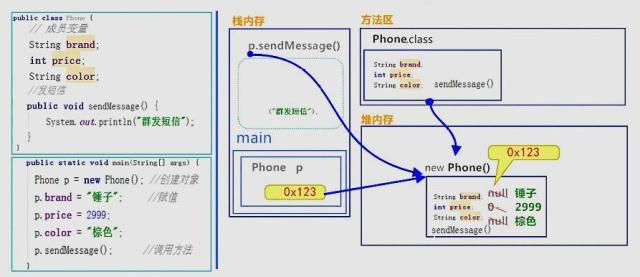 public class Phone {
// 成员变量
String brand;
int price;
String color;
//发短信
public void sendMessage() {
System.out.println("群发短信");
}
}
public static void main(String[] args) {
Phone p = new Phone(); //创建对象
p.brand = "锤子"; //赋值
p.price = 2999;
p.color = "棕色";
p.sendMessage(); //调用方法
栈内存
p.sendMessage()
("群发短信");
main
Phone p
0x123
方法区
Phone.class
String brand;
int price;
String color;
sendMessage()
堆内存
0x123
new Phone()
String brand; null 锤子
int price; 0 2999
String color; null 棕色
sendMessage()